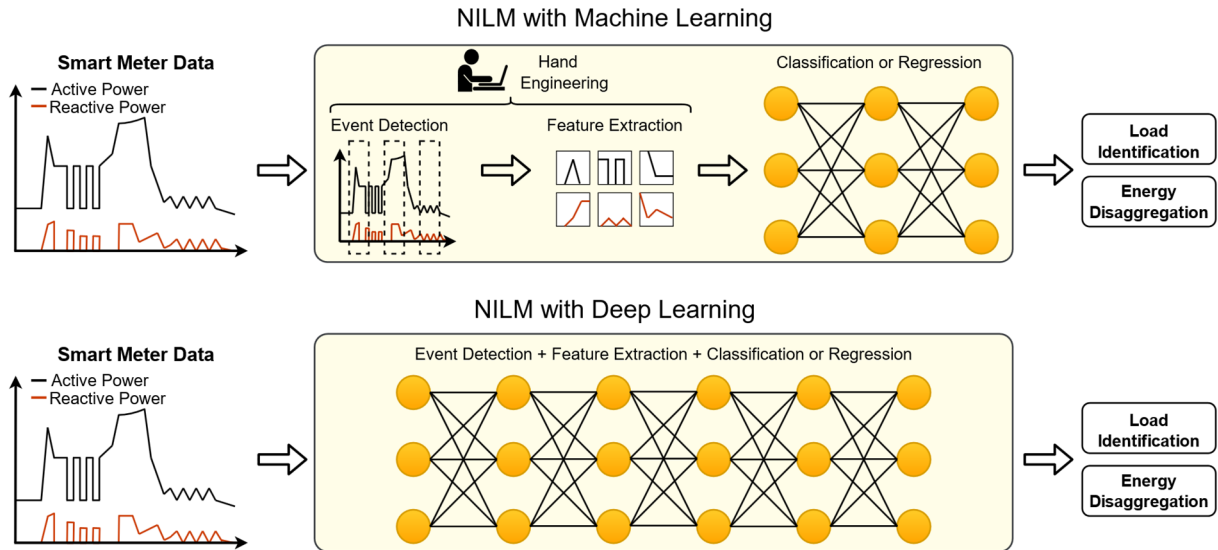 NILM with Machine Learning
Smart Meter Data
Active Power
Reactive Power
Hand
Engineering
Event Detection
Feature Extraction
Classification or Regression
Load
Identification
Energy
Disaggregation
NILM with Deep Learning
Smart Meter Data
Active Power
Reactive Power
Event Detection + Feature Extraction + Classification or Regression
Load
Identification
Energy
Disaggregation